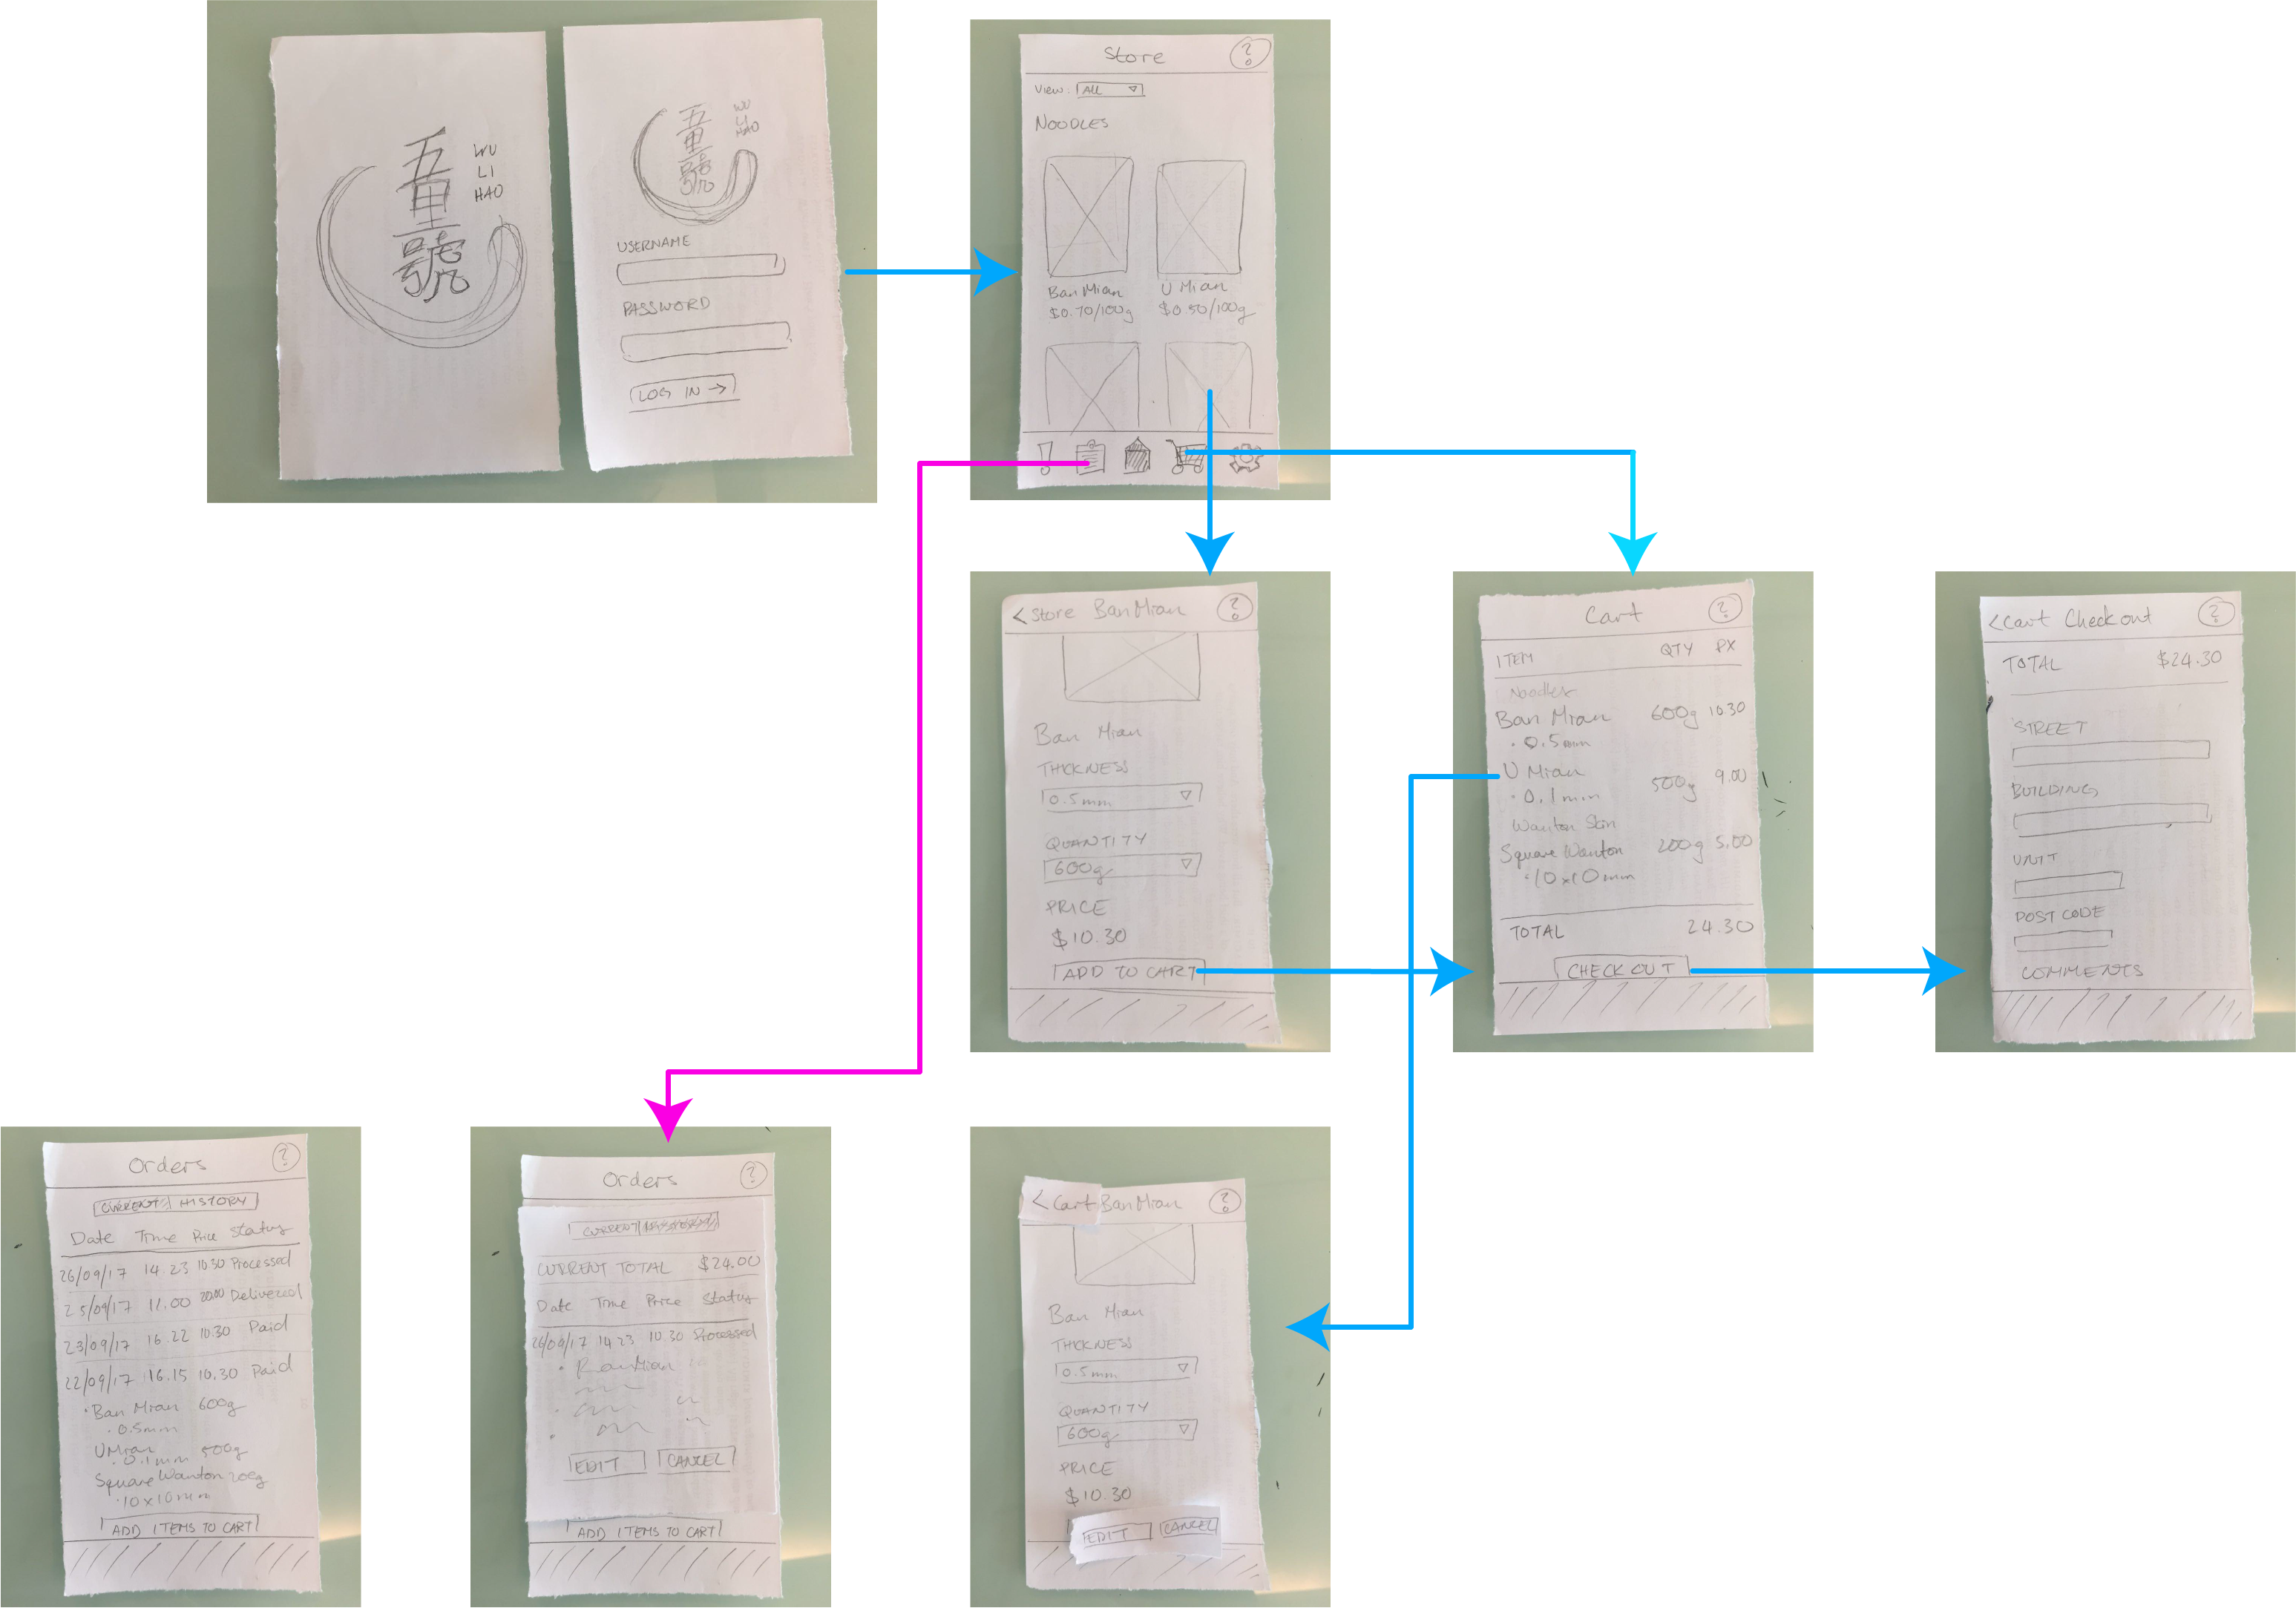 五
里
號
WU
LI
HAO
五
里
號
WU
LI
HAO
USERNAME
PASSWORD
LOG IN →
Store ?
View: All
NOODLES
Ban Mian U Mian
$0.70/100g $0.50/100g
< Store Ban Mian ?
Ban Mian
THICKNESS
0.5mm
QUANTITY
600g
PRICE
$10.30
ADD TO CART
Cart ?
ITEM QTY PX
Noodles
Ban Mian 600g 10.30
• 0.5mm
U Mian 500g 9.00
• 0.1mm
Wanton Skin
Square Wanton 200g 5.00
• 10x10mm
TOTAL 24.30
CHECK OUT
< Cart Check out ?
TOTAL $24.30
STREET
BUILDING
UNIT
POST CODE
COMMENTS
Orders ?
CURRENT HISTORY
Date Time Price Status
26/09/17 14.23 10.30 Processed
25/09/17 11.00 20.00 Delivered
23/09/17 16.22 10.30 Paid
22/09/17 16.15 10.30 Paid
• Ban Mian 600g
• 0.5mm
U Mian 500g
• 0.1mm
Square Wanton 200g
• 10x10mm
ADD ITEMS TO CART
Orders ?
CURRENT
CURRENT TOTAL $24.00
Date Time Price Status
26/09/17 14.23 10.30 Processed
• Ban Mian
EDIT CANCEL
ADD ITEMS TO CART
< Cart Ban Mian ?
Ban Mian
THICKNESS
0.5mm
QUANTITY
600g
PRICE
$10.30
EDIT CANCEL